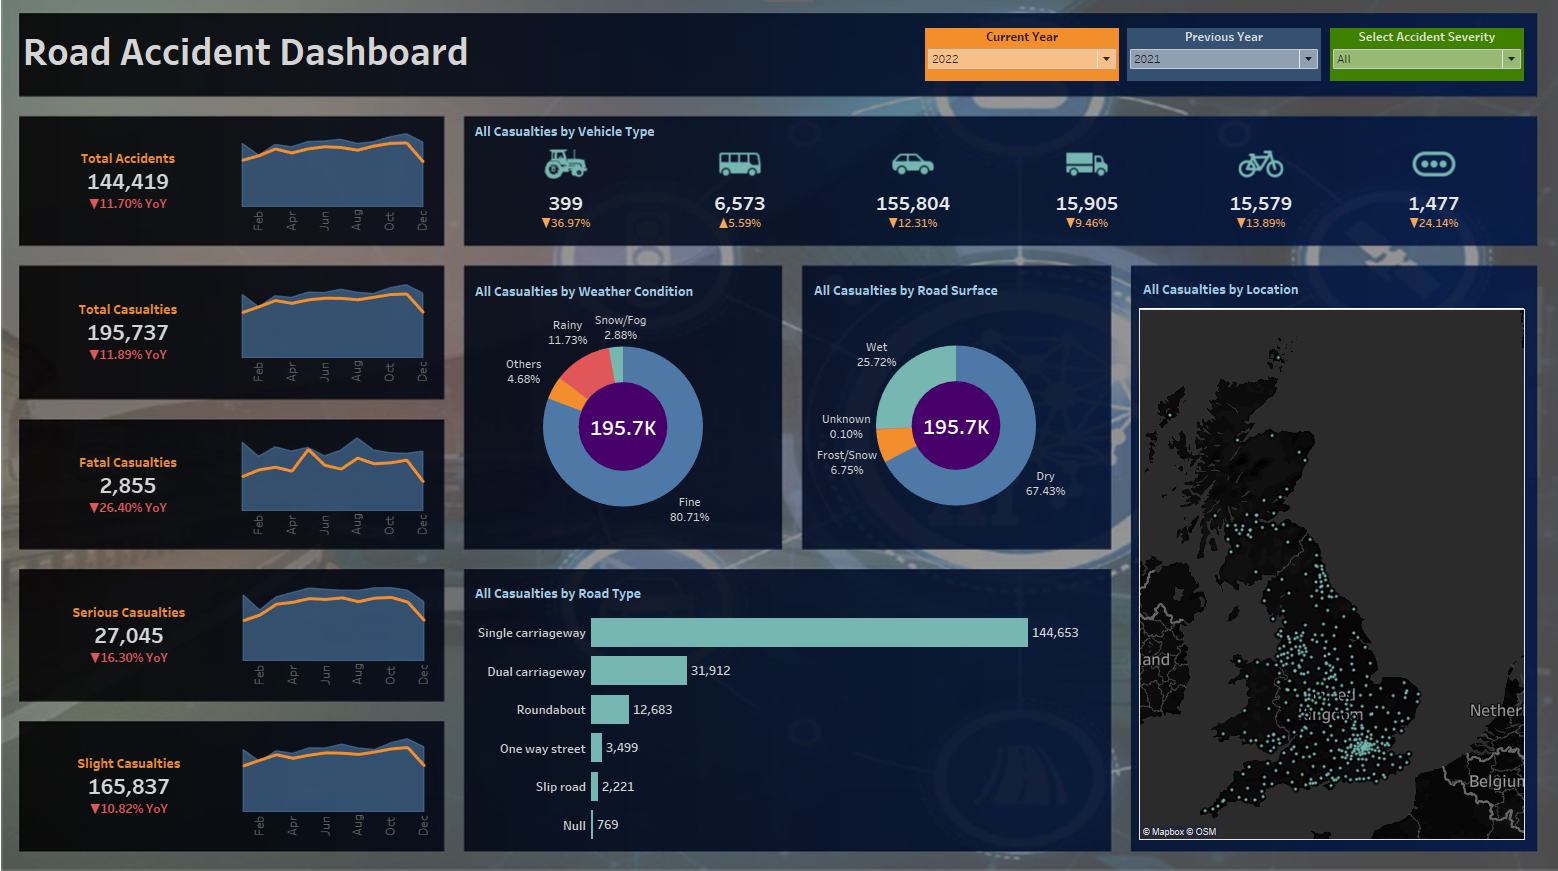 Road Accident Dashboard
Current Year
2022
Previous Year
2021
Select Accident Severity
All
Total Accidents
144,419
▼11.70% YoY
Feb
Apr
Jun
Aug
Oct
Dec
All Casualties by Vehicle Type
399
▼36.97%
6,573
▲5.59%
155,804
▼12.31%
15,905
▼9.46%
15,579
▼13.89%
1,477
▼24.14%
Total Casualties
195,737
▼11.89% YoY
Feb
Apr
Jun
Aug
Oct
Dec
Fatal Casualties
2,855
▼26.40% YoY
Feb
Apr
Jun
Aug
Oct
Dec
Serious Casualties
27,045
▼16.30% YoY
Feb
Apr
Jun
Aug
Oct
Dec
Slight Casualties
165,837
▼10.82% YoY
Feb
Apr
Jun
Aug
Oct
Dec
All Casualties by Weather Condition
Snow/Fog
2.88%
Rainy
11.73%
Others
4.68%
195.7K
Fine
80.71%
All Casualties by Road Surface
Wet
25.72%
Unknown
0.10%
Frost/Snow
6.75%
195.7K
Dry
67.43%
All Casualties by Road Type
Single carriageway
144,653
Dual carriageway
31,912
Roundabout
12,683
One way street
3,499
Slip road
2,221
Null
769
All Casualties by Location
land
United
Kingdom
Nether
Belgiun
© Mapbox © OSM